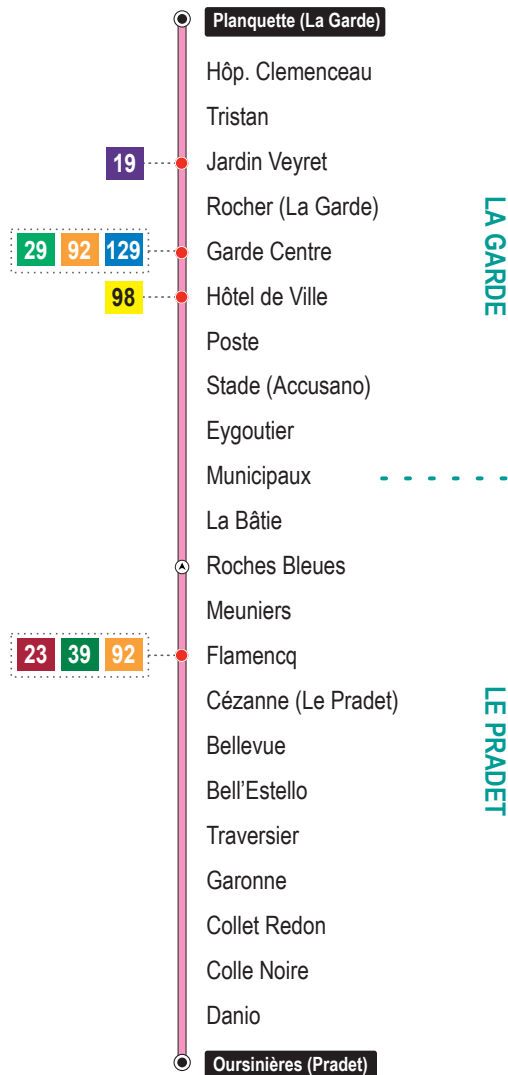 Planquette (La Garde)
Hôp. Clemenceau
Tristan
19 Jardin Veyret
Rocher (La Garde)
29 92 129 Garde Centre
98 Hôtel de Ville
Poste
Stade (Accusano)
Eygoutier
Municipaux
La Bâtie
Roches Bleues
Meuniers
23 39 92 Flamencq
Cézanne (Le Pradet)
Bellevue
Bell'Estello
Traversier
Garonne
Collet Redon
Colle Noire
Danio
Oursinières (Pradet)
LA GARDE
LE PRADET